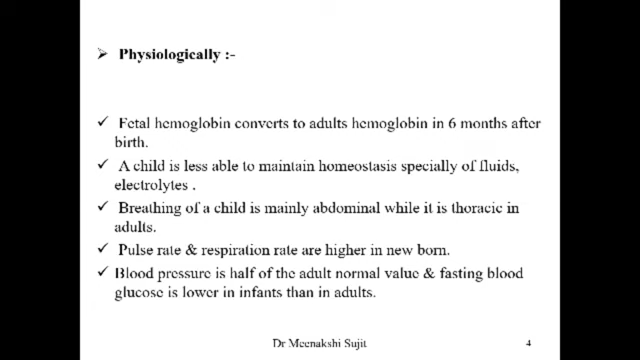 ➢ Physiologically :-
✓ Fetal hemoglobin converts to adults hemoglobin in 6 months after
birth.
✓ A child is less able to maintain homeostasis specially of fluids,
electrolytes .
✓ Breathing of a child is mainly abdominal while it is thoracic in
adults.
✓ Pulse rate & respiration rate are higher in new born.
✓ Blood pressure is half of the adult normal value & fasting blood
glucose is lower in infants than in adults.
Dr Meenakshi Sujit
4